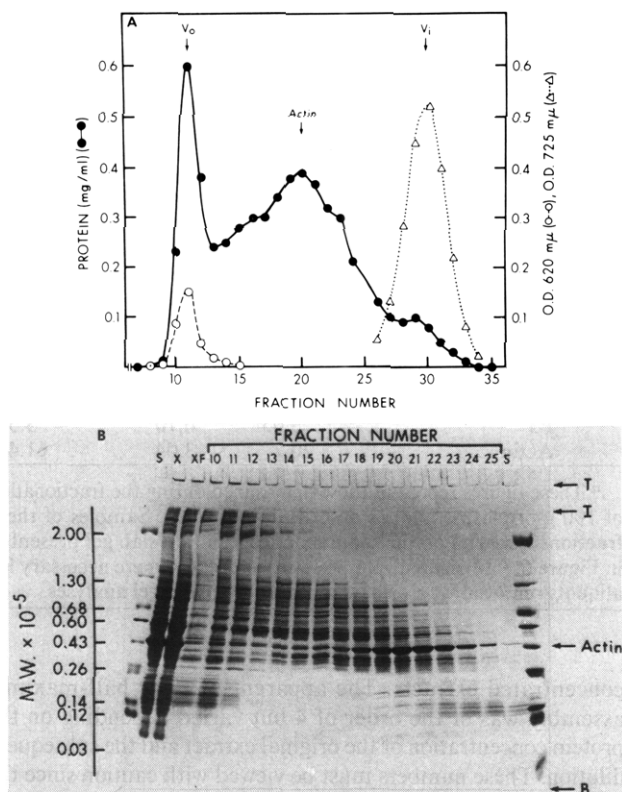 A
V₀
Vᵢ
Actin
0.6
0.5
0.4
0.3
0.2
0.1
PROTEIN (mg/ml) (●—●)
0.6
0.5
0.4
0.3
0.2
0.1
O.D. 620 mμ (o-o), O.D. 725 mμ (Δ··Δ)
10 15 20 25 30 35
FRACTION NUMBER
B
FRACTION NUMBER
S X XF 10 11 12 13 14 15 16 17 18 19 20 21 22 23 24 25 S
T
I
2.00
1.30
0.68
0.60
0.43
0.26
0.14
0.12
0.03
M.W. × 10⁻⁵
Actin
B